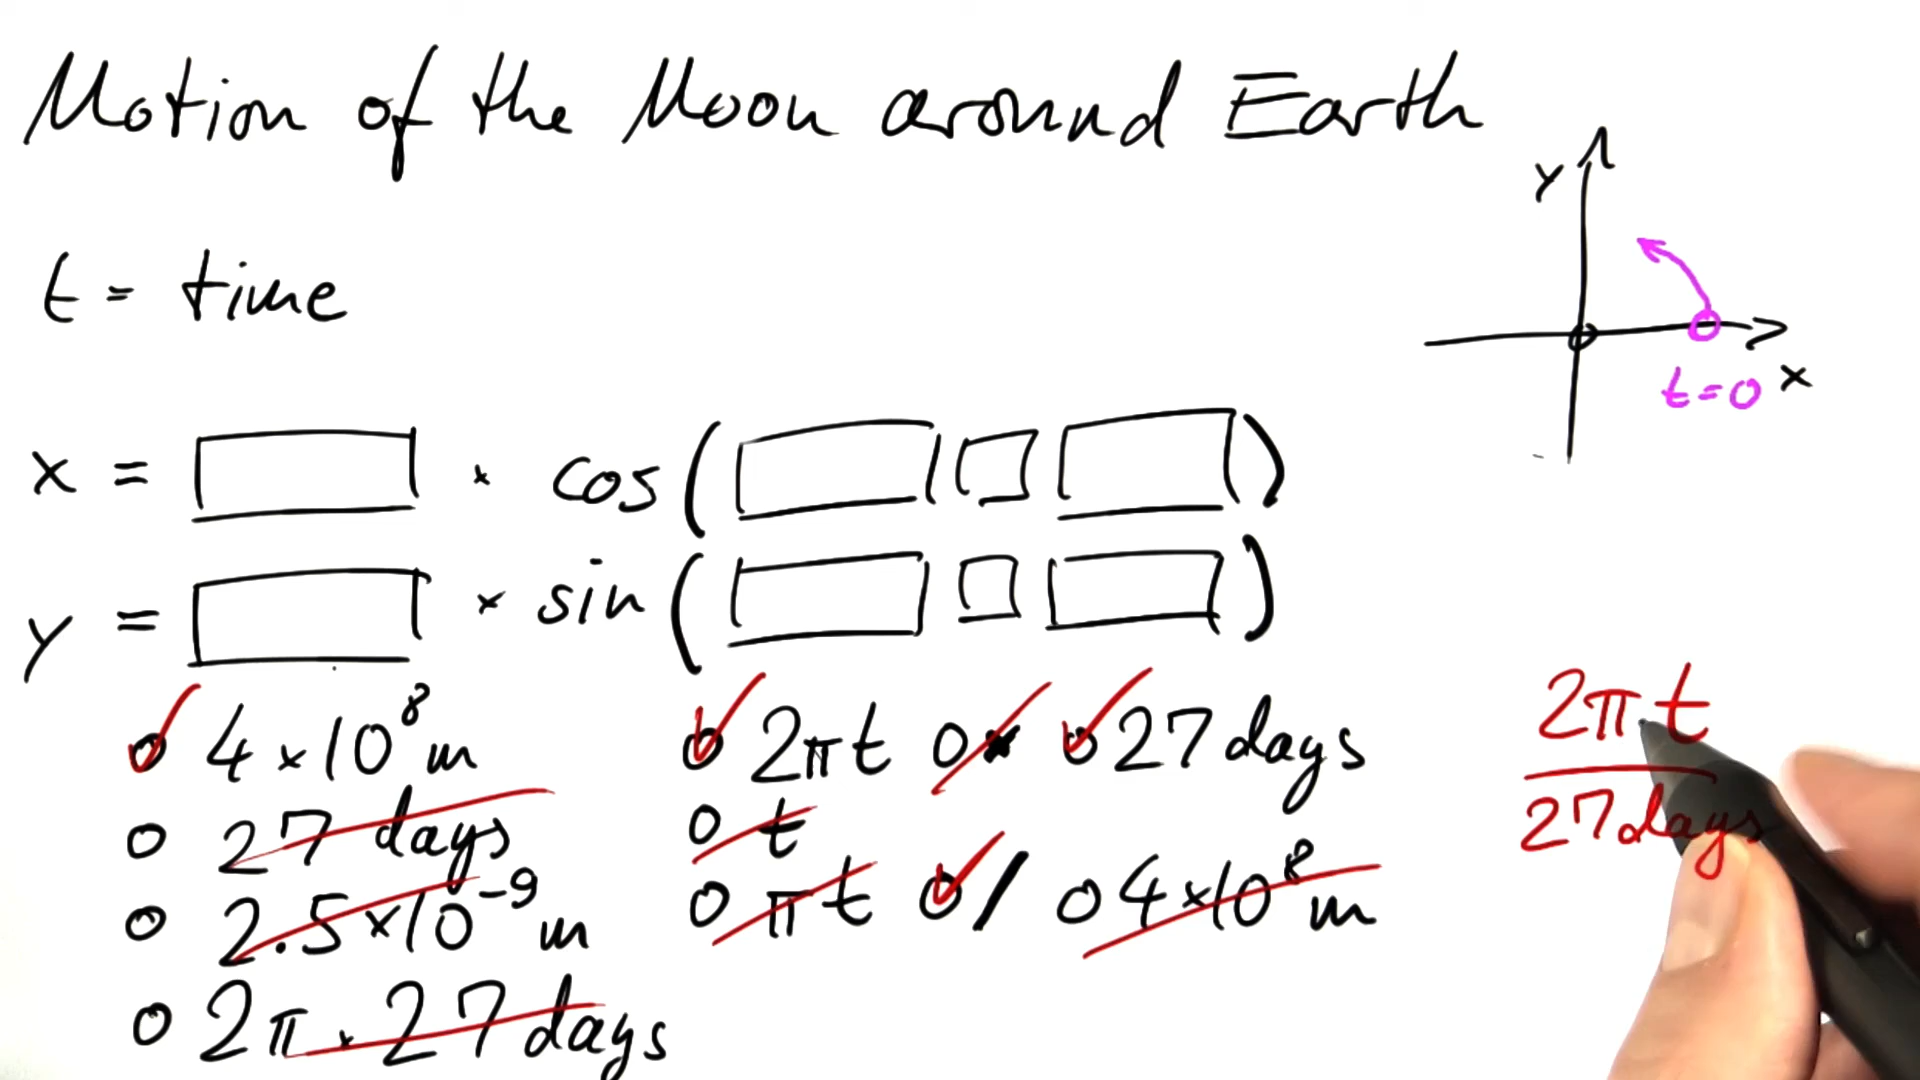 Motion of the Moon around Earth
y
t = time
t=0 x
x = × cos( )
y = × sin( )
4×10⁸ m 2πt × 27 days
27 days t
2.5×10⁻⁹ m πt / 4×10⁸ m
2π × 27 days
2πt
27 days